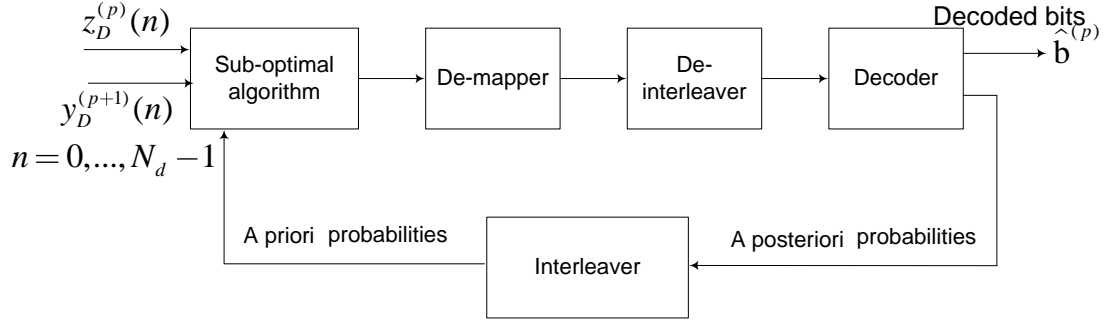 z_D^{(p)}(n)
y_D^{(p+1)}(n)
n = 0,..., N_d − 1
Sub-optimal
algorithm
De-mapper
De-
interleaver
Decoder
Decoded bits
b̂^{(p)}
A priori probabilities
Interleaver
A posteriori probabilities